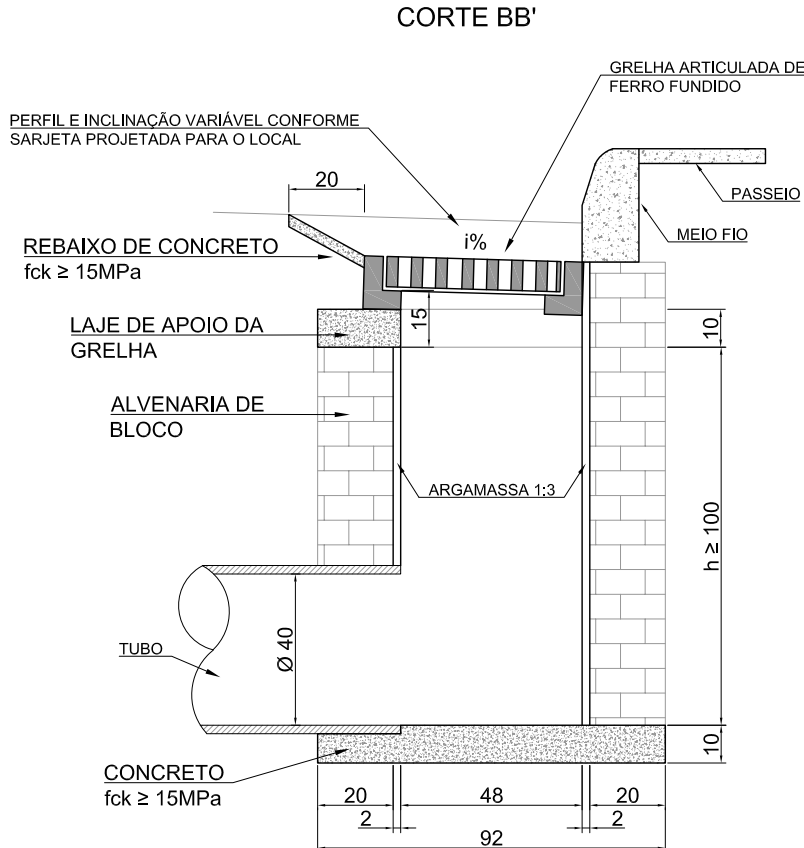 CORTE BB'
GRELHA ARTICULADA DE
FERRO FUNDIDO
PERFIL E INCLINAÇÃO VARIÁVEL CONFORME
SARJETA PROJETADA PARA O LOCAL
20
PASSEIO
i%
MEIO FIO
REBAIXO DE CONCRETO
fck ≥ 15MPa
15
10
LAJE DE APOIO DA
GRELHA
ALVENARIA DE
BLOCO
ARGAMASSA 1:3
h ≥ 100
Ø 40
TUBO
10
CONCRETO
fck ≥ 15MPa
20
48
20
2
2
92